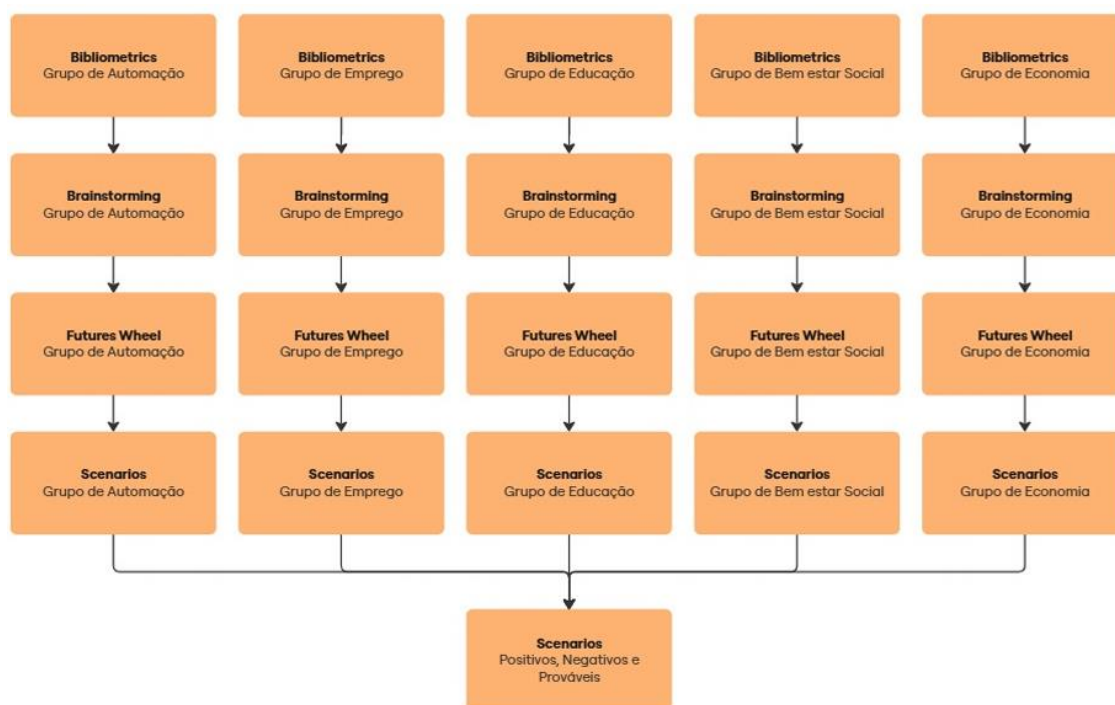 Bibliometrics
Grupo de Automação
Bibliometrics
Grupo de Emprego
Bibliometrics
Grupo de Educação
Bibliometrics
Grupo de Bem estar Social
Bibliometrics
Grupo de Economia
Brainstorming
Grupo de Automação
Brainstorming
Grupo de Emprego
Brainstorming
Grupo de Educação
Brainstorming
Grupo de Bem estar Social
Brainstorming
Grupo de Economia
Futures Wheel
Grupo de Automação
Futures Wheel
Grupo de Emprego
Futures Wheel
Grupo de Educação
Futures Wheel
Grupo de Bem estar Social
Futures Wheel
Grupo de Economia
Scenarios
Grupo de Automação
Scenarios
Grupo de Emprego
Scenarios
Grupo de Educação
Scenarios
Grupo de Bem estar Social
Scenarios
Grupo de Economia
Scenarios
Positivos, Negativos e
Prováveis